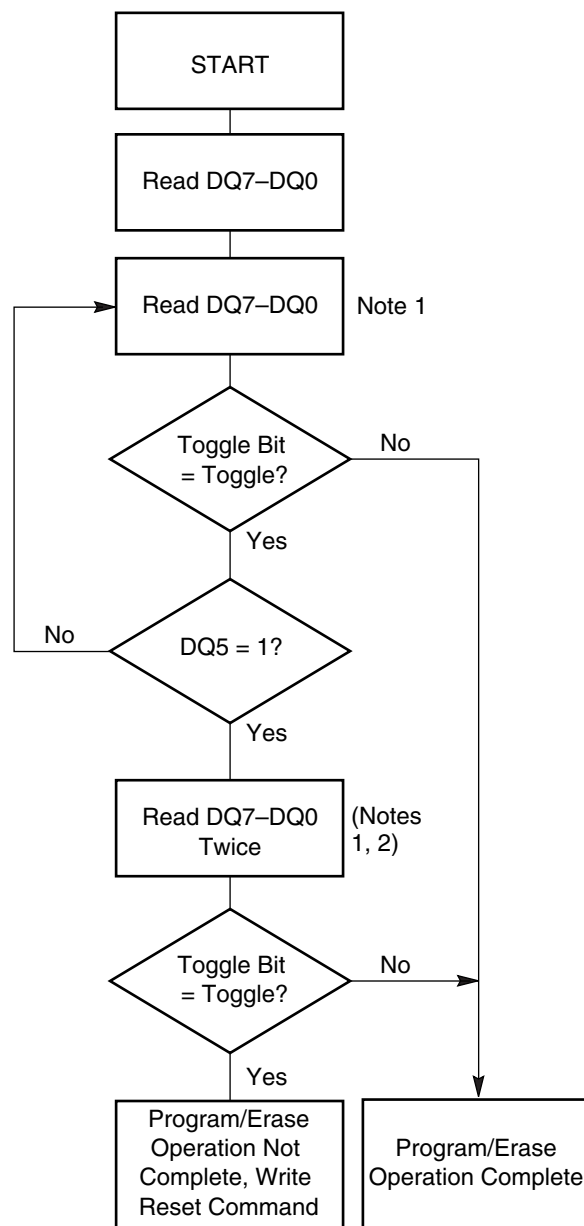 START
Read DQ7–DQ0
Read DQ7–DQ0
Note 1
Toggle Bit
= Toggle?
No
Yes
No
DQ5 = 1?
Yes
Read DQ7–DQ0
Twice
(Notes
1, 2)
Toggle Bit
= Toggle?
No
Yes
Program/Erase
Operation Not
Complete, Write
Reset Command
Program/Erase
Operation Complete